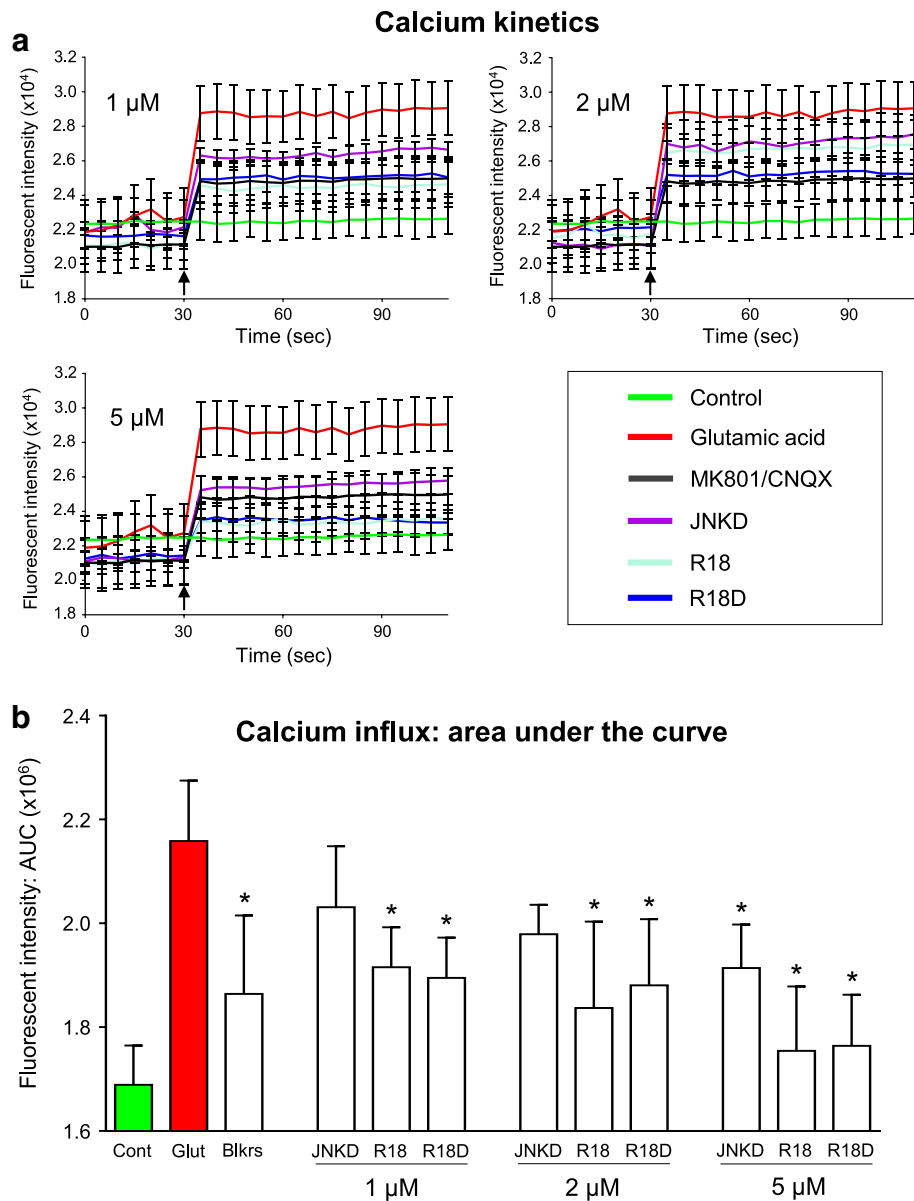 Calcium kinetics
a
Fluorescent intensity (x10⁴)
3.2
3.0
2.8
2.6
2.4
2.2
2.0
1.8
1 µM
0
30
60
90
Time (sec)
Fluorescent intensity (x10⁴)
3.2
3.0
2.8
2.6
2.4
2.2
2.0
1.8
2 µM
0
30
60
90
Time (sec)
Fluorescent intensity (x10⁴)
3.2
3.0
2.8
2.6
2.4
2.2
2.0
1.8
5 µM
0
30
60
90
Time (sec)
Control
Glutamic acid
MK801/CNQX
JNKD
R18
R18D
b
Calcium influx: area under the curve
Fluorescent intensity: AUC (x10⁶)
2.4
2.2
2.0
1.8
1.6
* * * * * * * *
Cont Glut Blkrs JNKD R18 R18D JNKD R18 R18D JNKD R18 R18D
1 µM 2 µM 5 µM